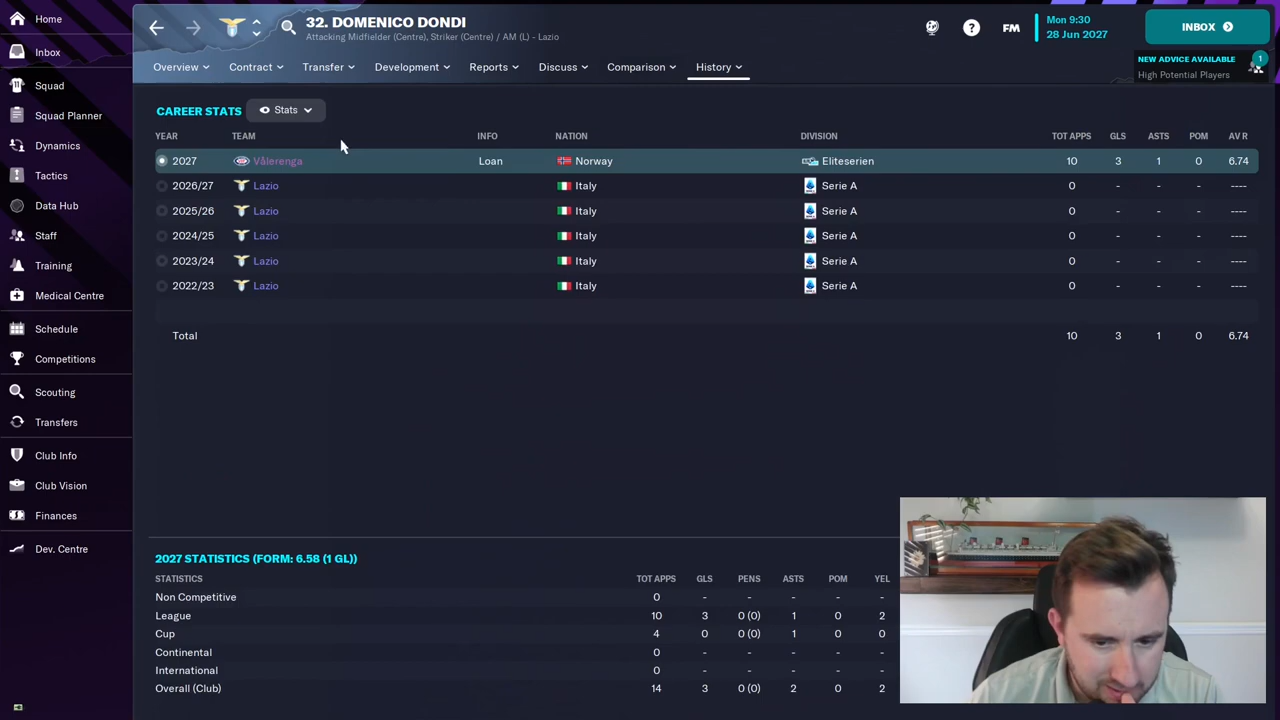 Home
Inbox
Squad
Squad Planner
Dynamics
Tactics
Data Hub
Staff
Training
Medical Centre
Schedule
Competitions
Scouting
Transfers
Club Info
Club Vision
Finances
Dev. Centre
32. DOMENICO DONDI
Attacking Midfielder (Centre), Striker (Centre) / AM (L) - Lazio
? FM Mon 9:30
28 Jun 2027
INBOX
Overview Contract Transfer Development Reports Discuss Comparison History
NEW ADVICE AVAILABLE 1
High Potential Players
CAREER STATS Stats
YEAR TEAM INFO NATION DIVISION TOT APPS GLS ASTS POM AV R
2027 Vålerenga Loan Norway Eliteserien 10 3 1 0 6.74
2026/27 Lazio Italy Serie A 0 - - - ----
2025/26 Lazio Italy Serie A 0 - - - ----
2024/25 Lazio Italy Serie A 0 - - - ----
2023/24 Lazio Italy Serie A 0 - - - ----
2022/23 Lazio Italy Serie A 0 - - - ----
Total 10 3 1 0 6.74
2027 STATISTICS (FORM: 6.58 (1 GL))
STATISTICS TOT APPS GLS PENS ASTS POM YEL
Non Competitive 0 - - - - -
League 10 3 0 (0) 1 0 2
Cup 4 0 0 (0) 1 0 0
Continental 0 - - - - -
International 0 - - - - -
Overall (Club) 14 3 0 (0) 2 0 2